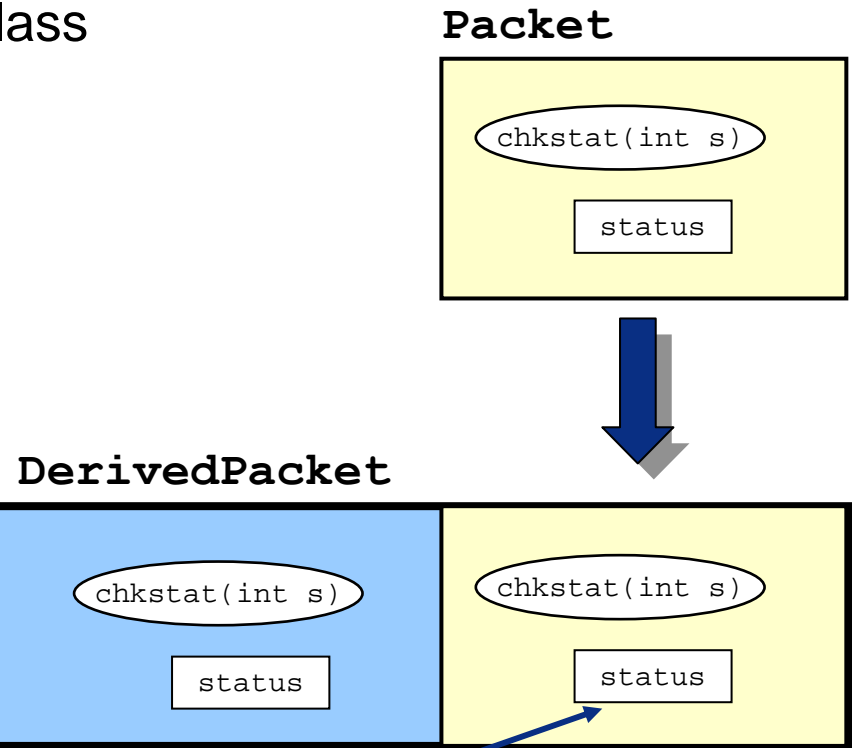 lass
Packet
chkstat(int s)
status
DerivedPacket
chkstat(int s)
chkstat(int s)
status
status